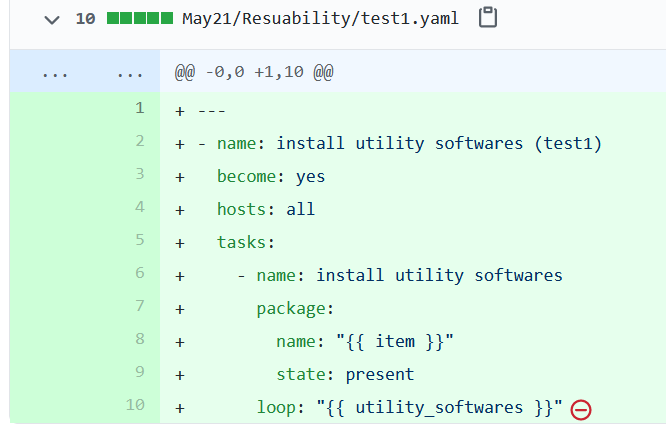 10 May21/Resuability/test1.yaml
... ... @@ -0,0 +1,10 @@
1 + ---
2 + - name: install utility softwares (test1)
3 +   become: yes
4 +   hosts: all
5 +   tasks:
6 +     - name: install utility softwares
7 +       package:
8 +         name: "{{ item }}"
9 +         state: present
10 +       loop: "{{ utility_softwares }}"